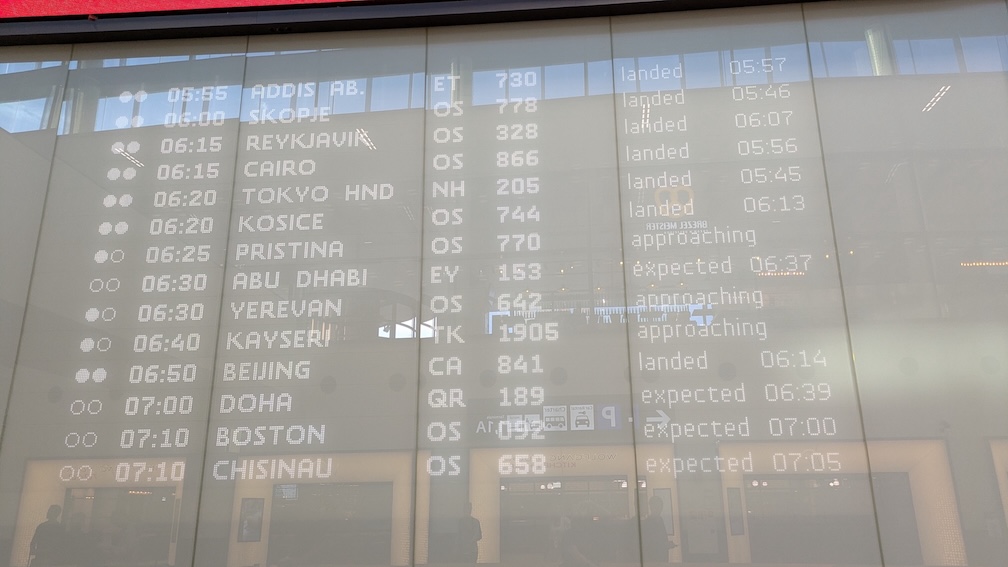 05:55 ADDIS AB. ET 730 landed 05:57
06:00 SKOPJE OS 778 landed 05:46
06:15 REYKJAVIK OS 328 landed 06:07
06:15 CAIRO OS 866 landed 05:56
06:20 TOKYO HND NH 205 landed 05:45
06:20 KOSICE OS 744 landed 06:13
06:25 PRISTINA OS 770 approaching
06:30 ABU DHABI EY 153 expected 06:37
06:30 YEREVAN OS 642 approaching
06:40 KAYSERI TK 1905 approaching
06:50 BEIJING CA 841 landed 06:14
07:00 DOHA QR 189 expected 06:39
07:10 BOSTON OS 092 expected 07:00
07:10 CHISINAU OS 658 expected 07:05
BREZEL MEISTER
P